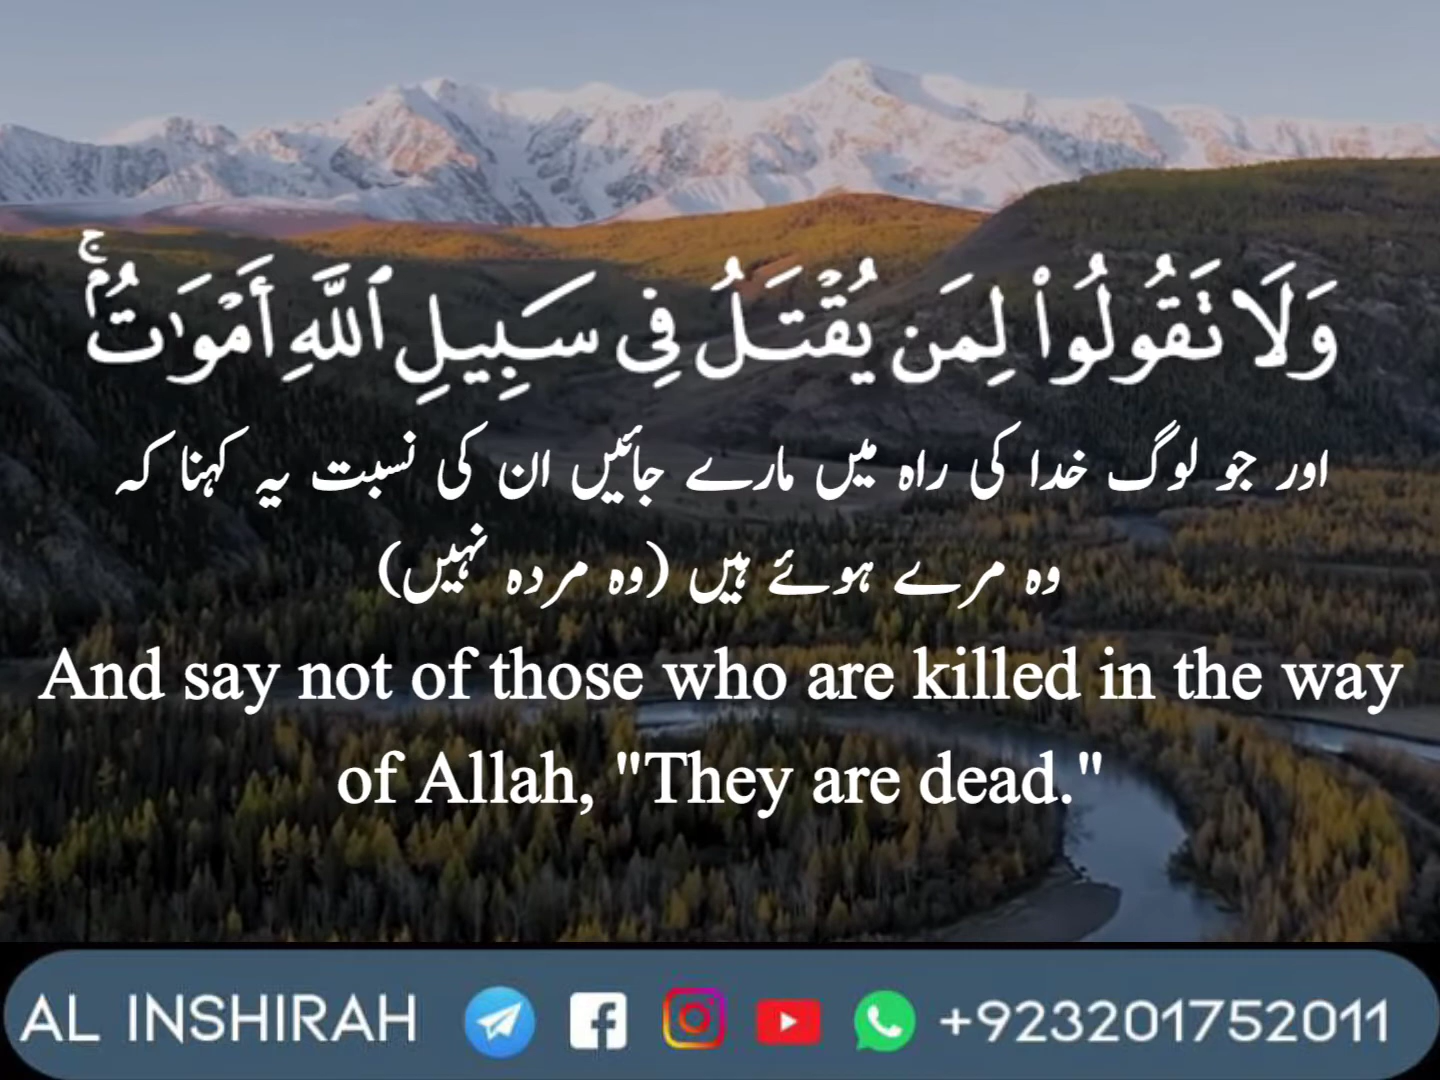 وَلَا تَقُولُوا۟ لِمَن يُقْتَلُ فِى سَبِيلِ ٱللَّهِ أَمْوَٰتٌۢ ۚ
اور جو لوگ خدا کی راہ میں مارے جائیں ان کی نسبت یہ کہنا کہ
وہ مرے ہوئے ہیں (وہ مردہ نہیں)
And say not of those who are killed in the way
of Allah, "They are dead."
AL INSHIRAH +923201752011